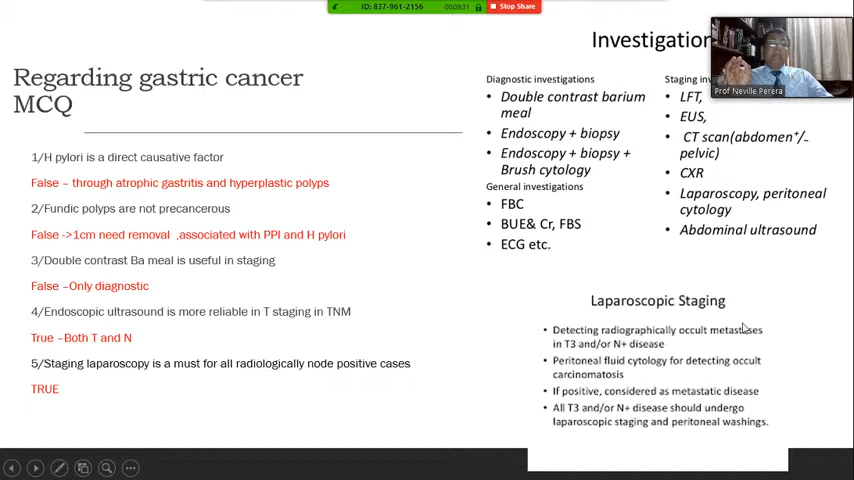 ID: 837-961-2156
00:09:31
Stop Share
Regarding gastric cancer
MCQ
1/H pylori is a direct causative factor
False – through atrophic gastritis and hyperplastic polyps
2/Fundic polyps are not precancerous
False ->1cm need removal ,associated with PPI and H pylori
3/Double contrast Ba meal is useful in staging
False –Only diagnostic
4/Endoscopic ultrasound is more reliable in T staging in TNM
True –Both T and N
5/Staging laparoscopy is a must for all radiologically node positive cases
TRUE
Investigation
Diagnostic investigations
• Double contrast barium
meal
• Endoscopy + biopsy
• Endoscopy + biopsy +
Brush cytology
General investigations
• FBC
• BUE& Cr, FBS
• ECG etc.
Staging inv
• LFT,
• EUS,
• CT scan(abdomen⁺/₋
pelvic)
• CXR
• Laparoscopy, peritoneal
cytology
• Abdominal ultrasound
Prof Neville Perera
Laparoscopic Staging
• Detecting radiographically occult metastases
in T3 and/or N+ disease
• Peritoneal fluid cytology for detecting occult
carcinomatosis
• If positive, considered as metastatic disease
• All T3 and/or N+ disease should undergo
laparoscopic staging and peritoneal washings.